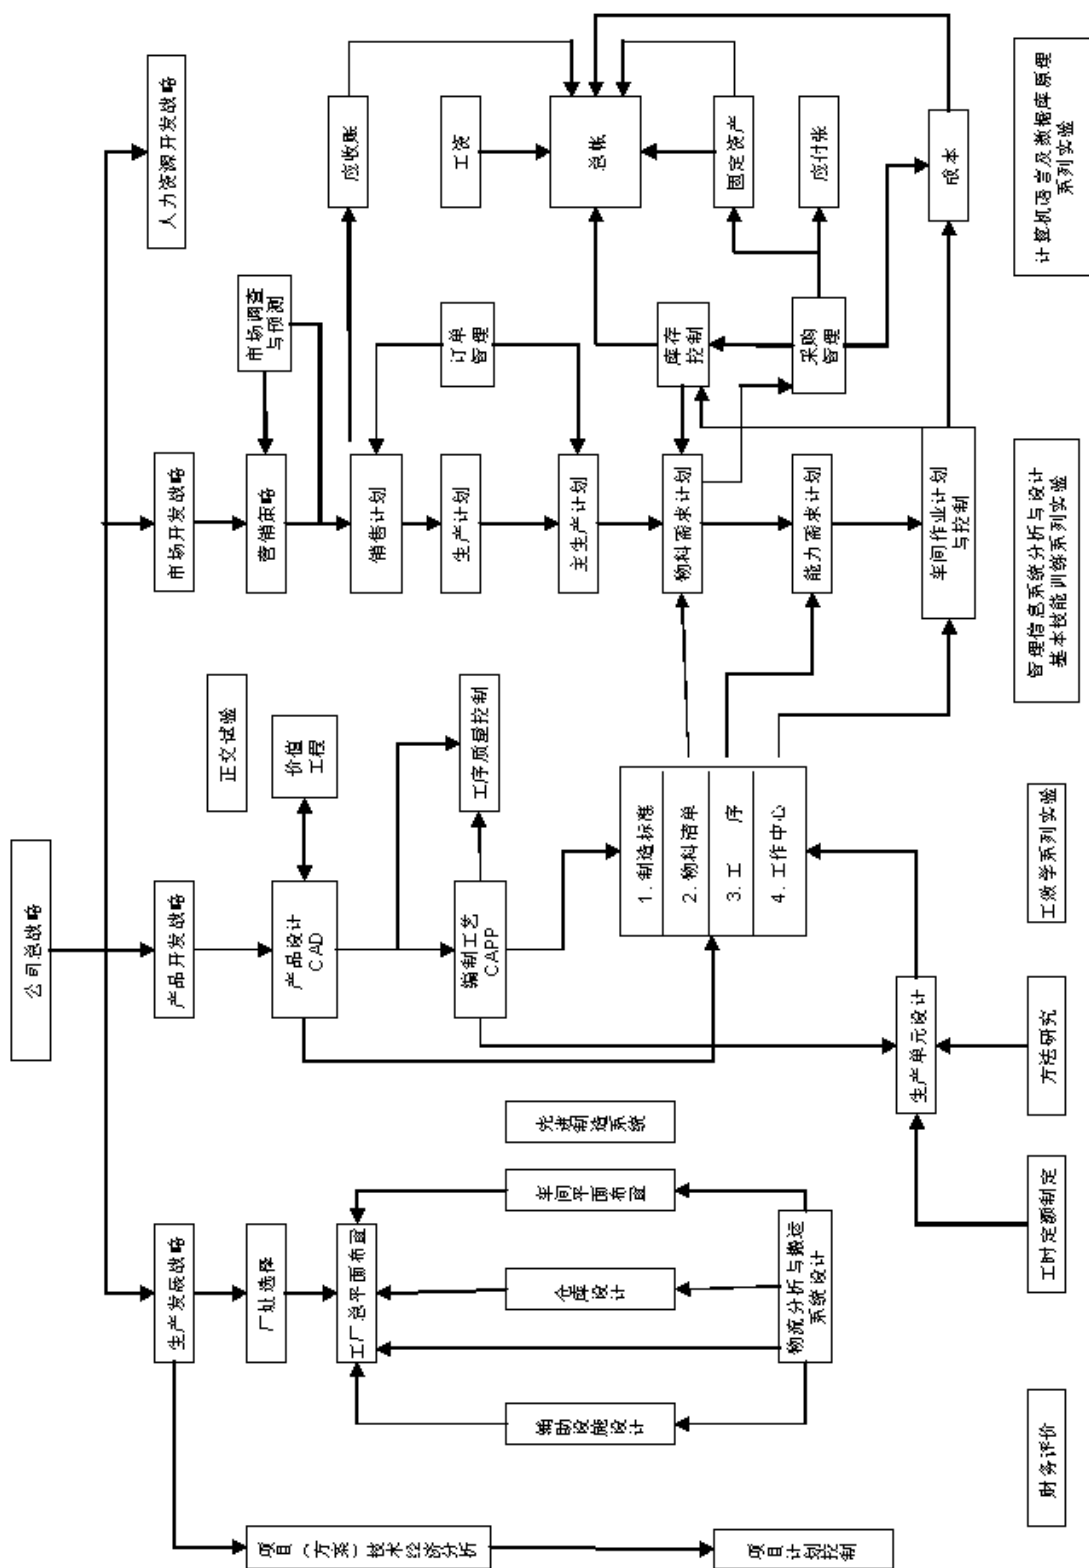 公司总战略
生产发展战略
产品开发战略
市场开发战略
人力资源开发战略
厂址选择
营销策略
市场调查
与预测
正交试验
产品设计
CAD
价值
工程
工厂总平面布置
销售计划
应收账
生产计划
订单
管理
工资
编制工艺
CAPP
工序质量控制
项目（方案）技术经济分析
辅助设施设计
仓库设计
车间平面布置
先进制造系统
主生产计划
总帐
1. 制造标准
2. 物料清单
3. 工 序
4. 工作中心
物料需求计划
库存
控制
固定资产
项目计划控制
物流分析与搬运
系统设计
能力需求计划
采购
管理
应付张
生产单元设计
车间作业计划
与控制
成本
财务评价
工时定额制定
方法研究
工效学系列实验
管理信息系统分析与设计
基本技能训练系列实验
计算机语言及数据库原理
系列实验